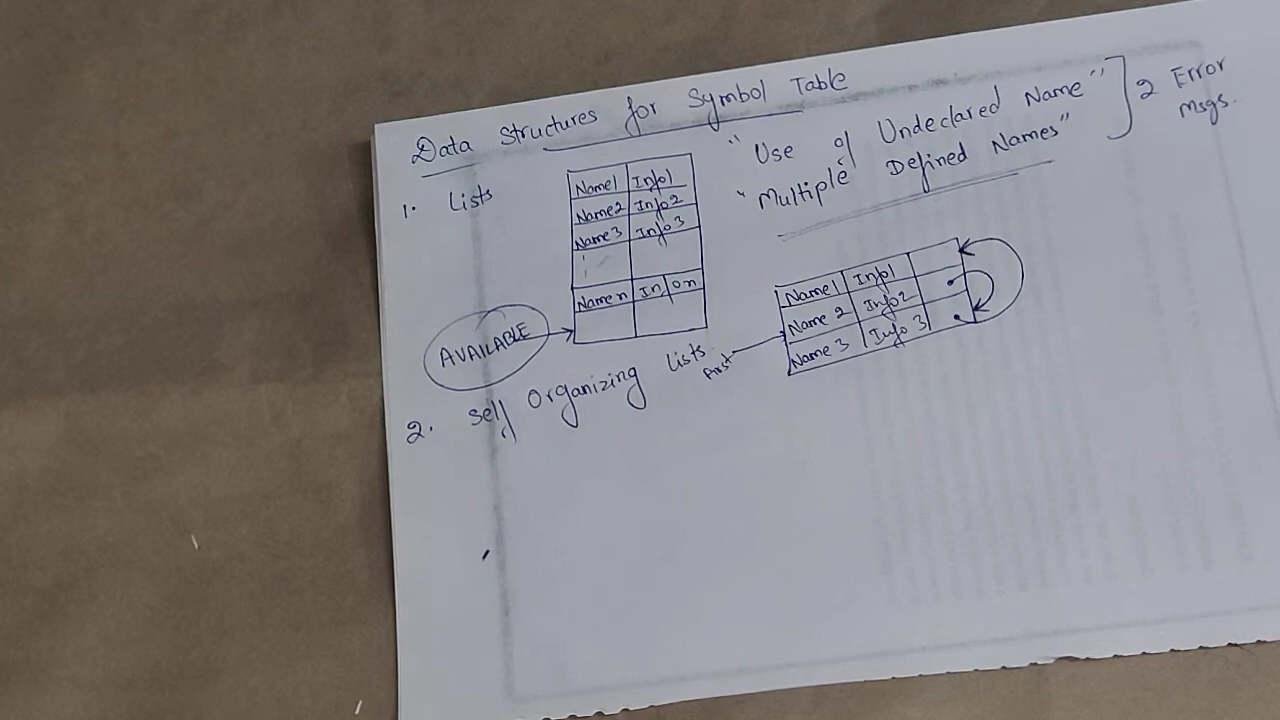 Data Structures for Symbol Table
"Use of Undeclared Name"
"Multiple Defined Names"
2 Error
Msgs.
1. Lists
Name1 Info1
Name2 Info2
Name3 Info3
Name n Info n
AVAILABLE
2. Self Organizing Lists
First
Name1 Info1
Name 2 Info2
Name 3 Info 3